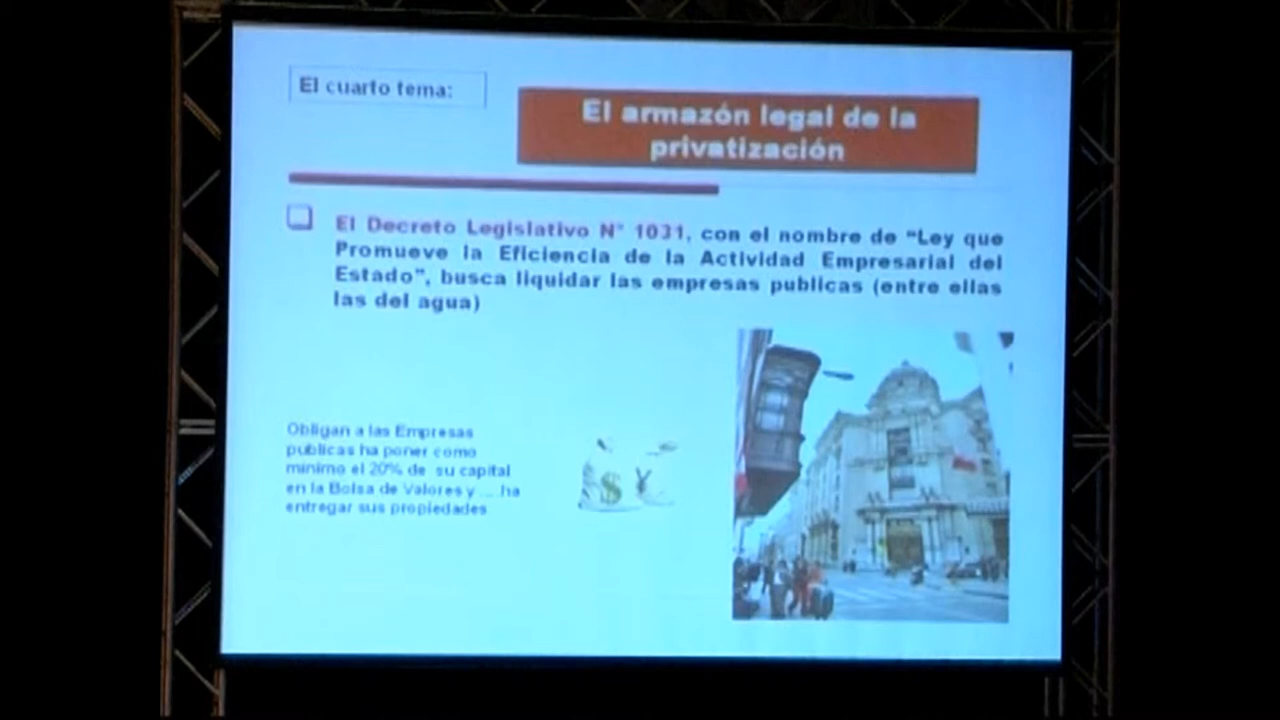 El cuarto tema:
El armazón legal de la
privatización
El Decreto Legislativo N° 1031, con el nombre de "Ley que
Promueve la Eficiencia de la Actividad Empresarial del
Estado", busca liquidar las empresas publicas (entre ellas
las del agua)
Obligan a las Empresas
publicas ha poner como
minimo el 20% de su capital
en la Bolsa de Valores y ... ha
entregar sus propiedades
$
¥